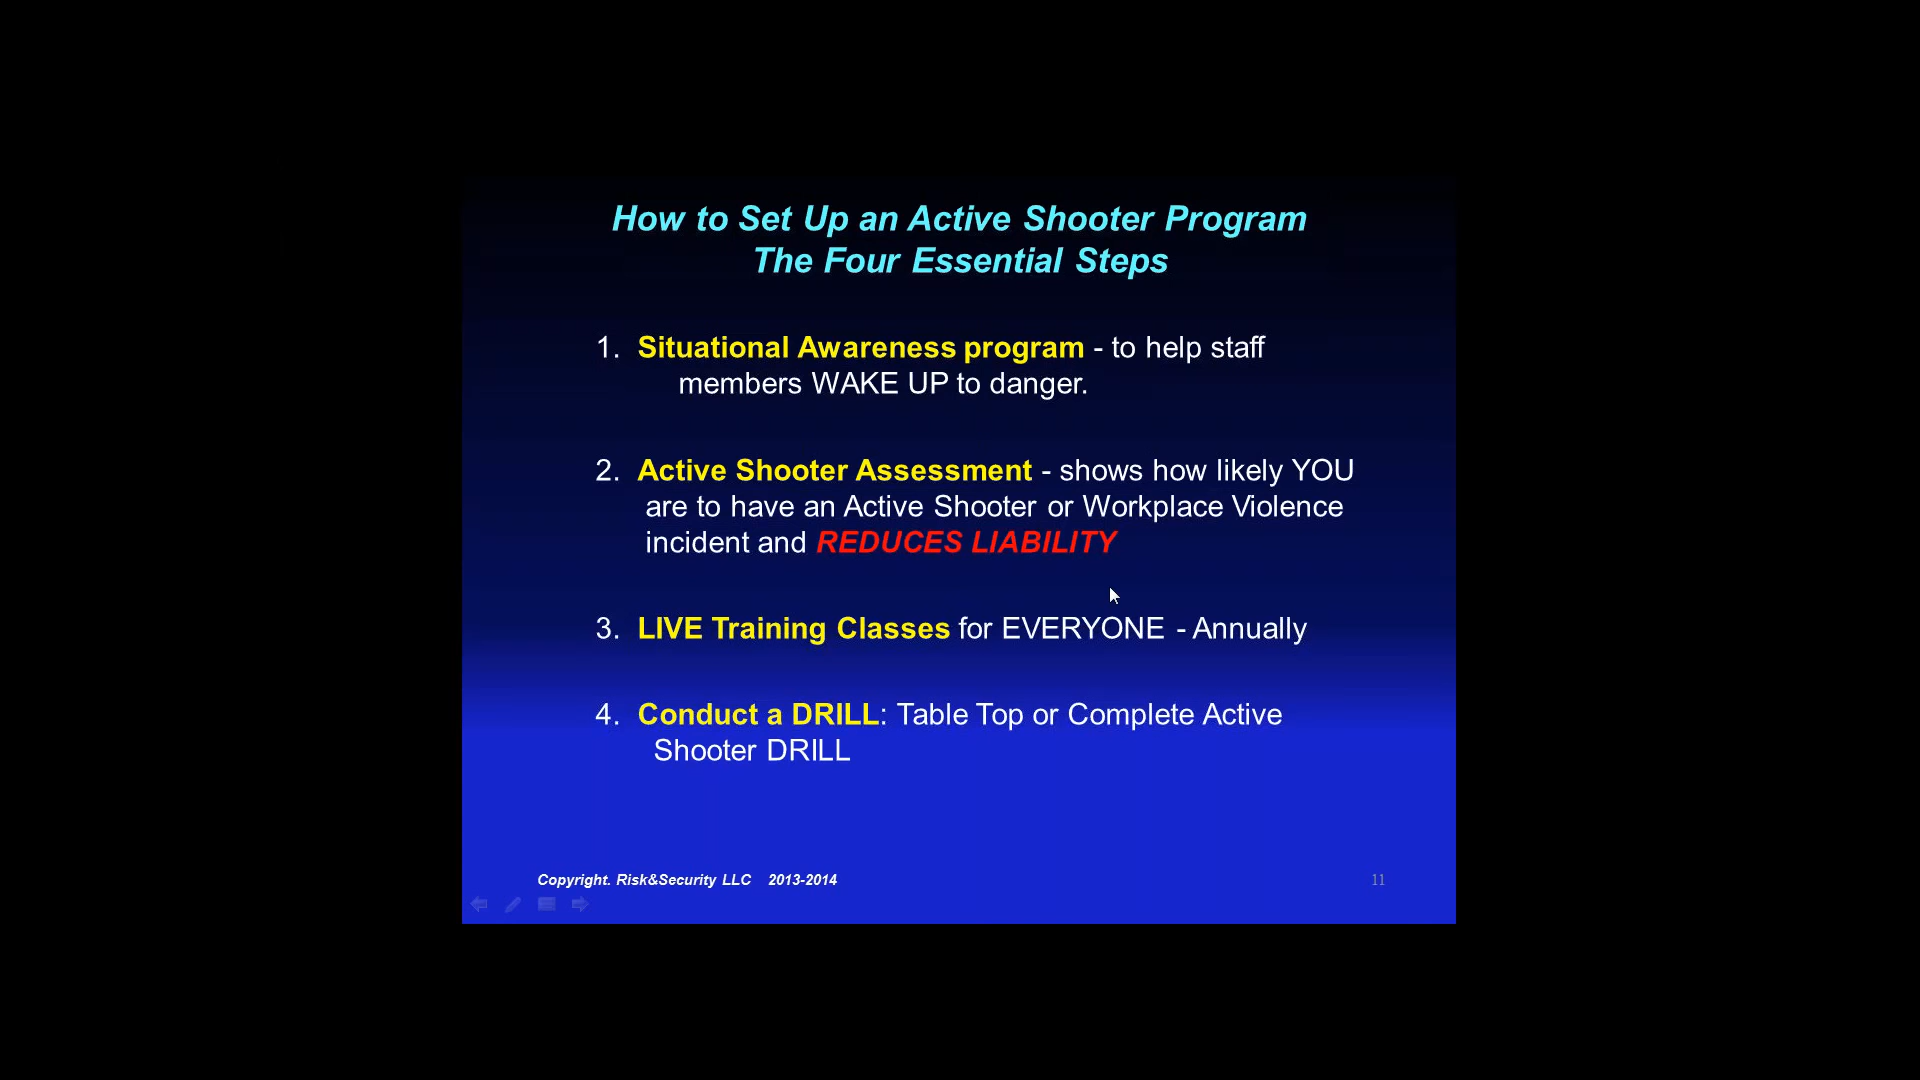 How to Set Up an Active Shooter Program
The Four Essential Steps
1. Situational Awareness program - to help staff
members WAKE UP to danger.
2. Active Shooter Assessment - shows how likely YOU
are to have an Active Shooter or Workplace Violence
incident and REDUCES LIABILITY
3. LIVE Training Classes for EVERYONE - Annually
4. Conduct a DRILL: Table Top or Complete Active
Shooter DRILL
Copyright. Risk&Security LLC 2013-2014
11